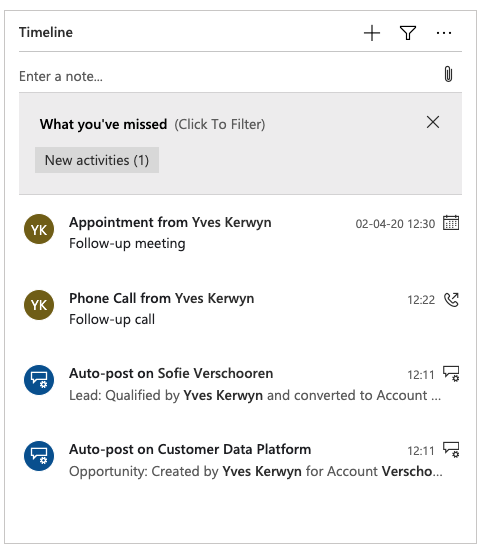 Timeline
Enter a note...
What you've missed (Click To Filter)
New activities (1)
YK Appointment from Yves Kerwyn 02-04-20 12:30
Follow-up meeting
YK Phone Call from Yves Kerwyn 12:22
Follow-up call
Auto-post on Sofie Verschooren 12:11
Lead: Qualified by Yves Kerwyn and converted to Account ...
Auto-post on Customer Data Platform 12:11
Opportunity: Created by Yves Kerwyn for Account Verscho...